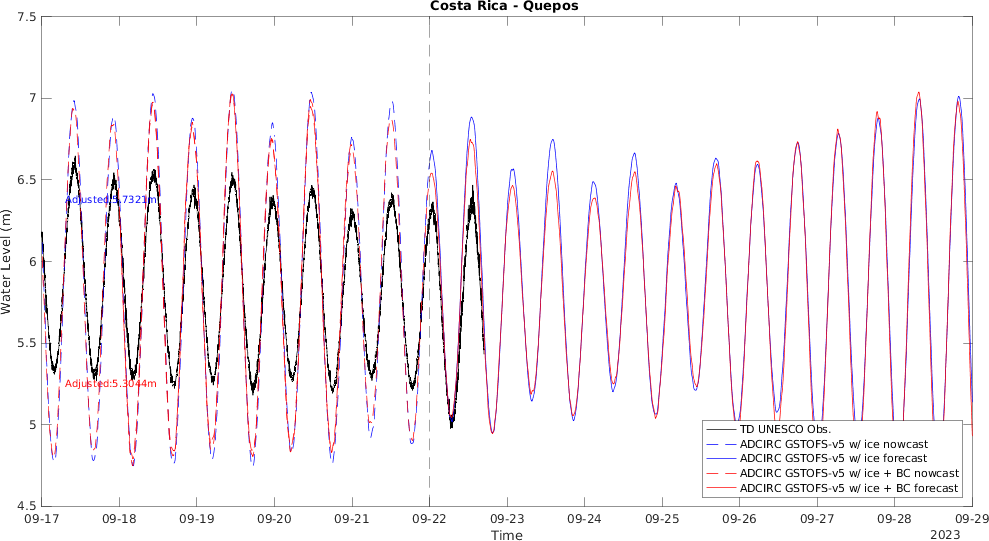 Costa Rica - Quepos
7.5
7
6.5
6
5.5
5
4.5
Water Level (m)
Adjusted:5.7321m
Adjusted:5.3044m
TD UNESCO Obs.
ADCIRC GSTOFS-v5 w/ ice nowcast
ADCIRC GSTOFS-v5 w/ ice forecast
ADCIRC GSTOFS-v5 w/ ice + BC nowcast
ADCIRC GSTOFS-v5 w/ ice + BC forecast
09-17 09-18 09-19 09-20 09-21 09-22 09-23 09-24 09-25 09-26 09-27 09-28 09-29
Time
2023